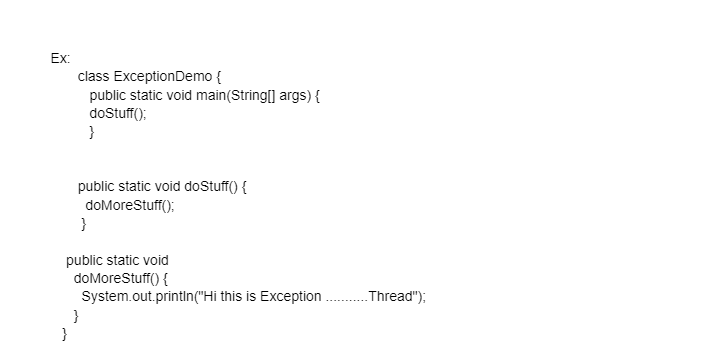 Ex:
class ExceptionDemo {
public static void main(String[] args) {
doStuff();
}
public static void doStuff() {
doMoreStuff();
}
public static void
doMoreStuff() {
System.out.println("Hi this is Exception ...........Thread");
}
}